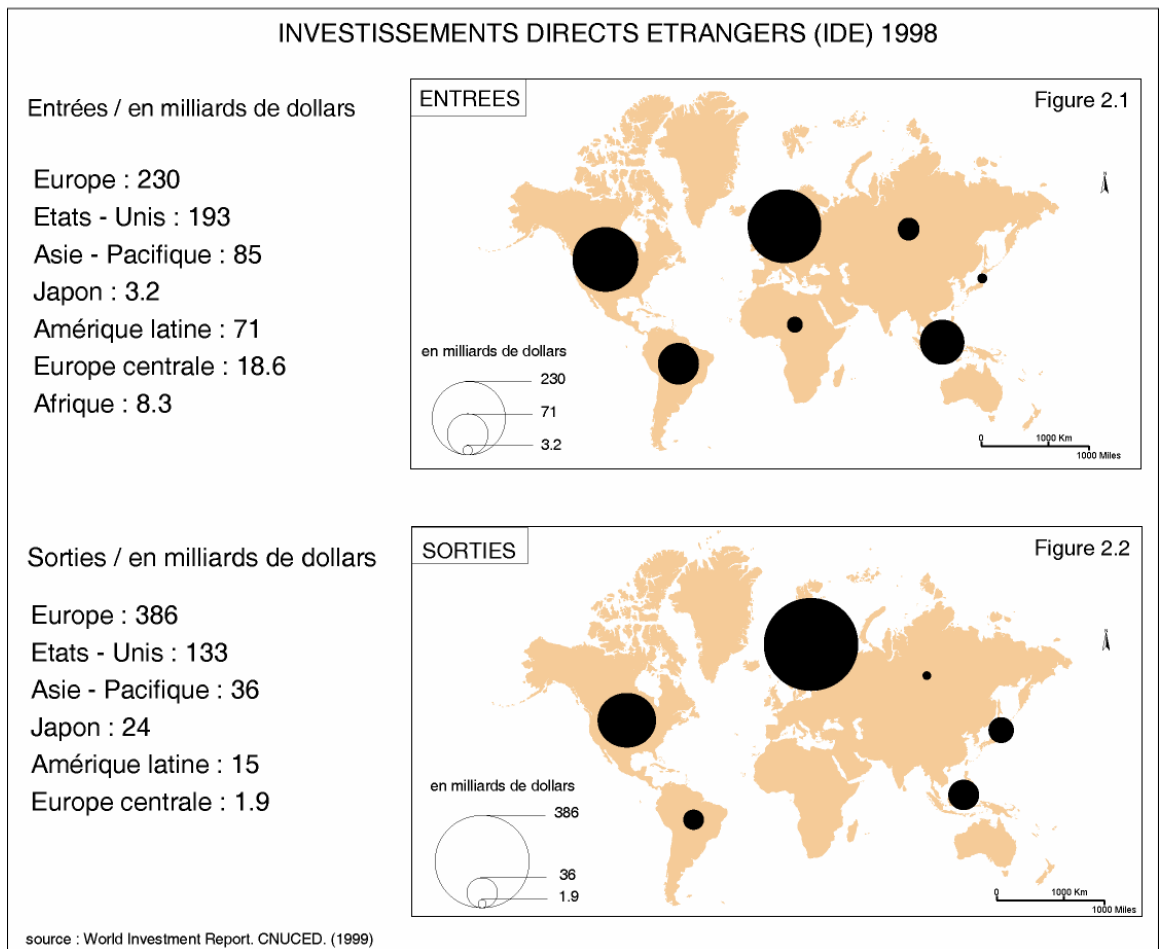 INVESTISSEMENTS DIRECTS ETRANGERS (IDE) 1998
Entrées / en milliards de dollars
Europe : 230
Etats - Unis : 193
Asie - Pacifique : 85
Japon : 3.2
Amérique latine : 71
Europe centrale : 18.6
Afrique : 8.3
ENTREES
Figure 2.1
N
en milliards de dollars
230
71
3.2
0 1000 Km
1000 Miles
Sorties / en milliards de dollars
Europe : 386
Etats - Unis : 133
Asie - Pacifique : 36
Japon : 24
Amérique latine : 15
Europe centrale : 1.9
SORTIES
Figure 2.2
N
en milliards de dollars
386
36
1.9
0 1000 Km
1000 Miles
source : World Investment Report. CNUCED. (1999)